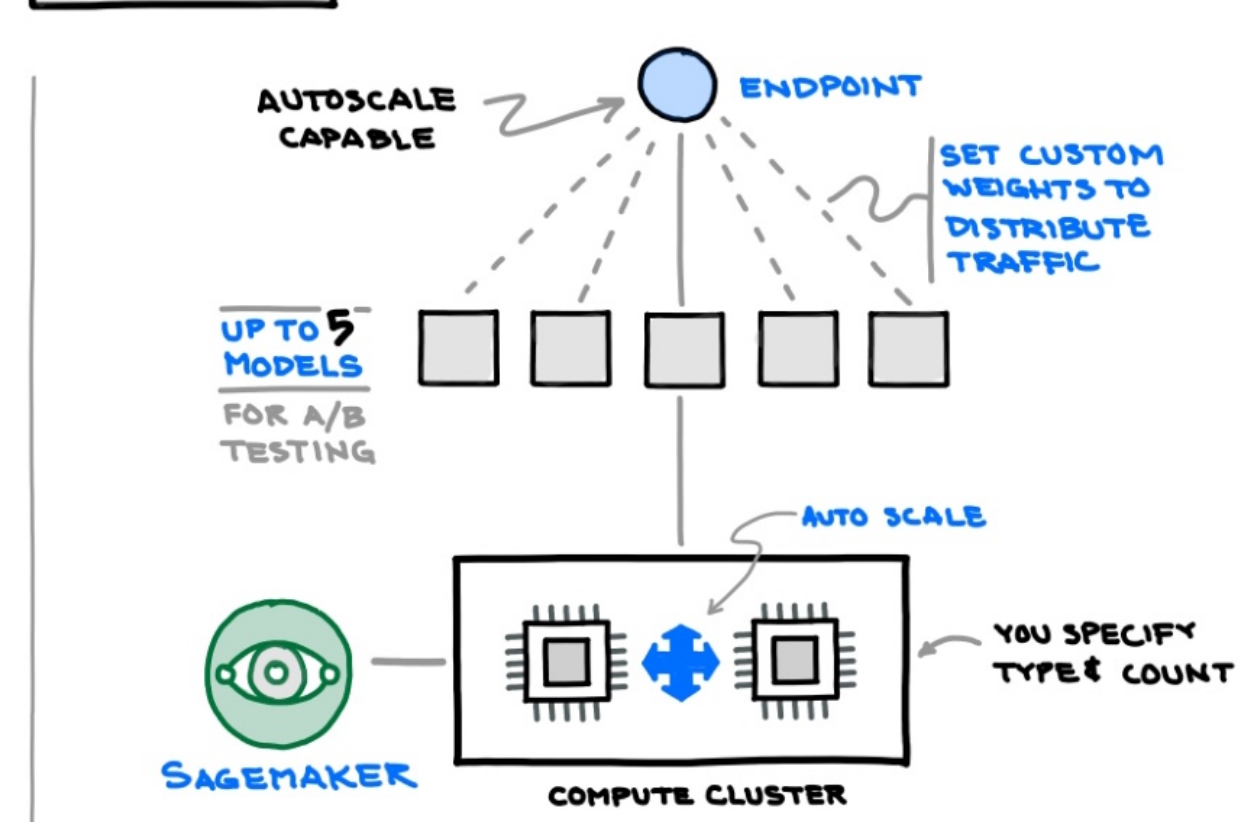 ENDPOINT
AUTOSCALE
CAPABLE
SET CUSTOM
WEIGHTS TO
DISTRIBUTE
TRAFFIC
UP TO 5
MODELS
FOR A/B
TESTING
AUTO SCALE
YOU SPECIFY
TYPE & COUNT
SAGEMAKER
COMPUTE CLUSTER